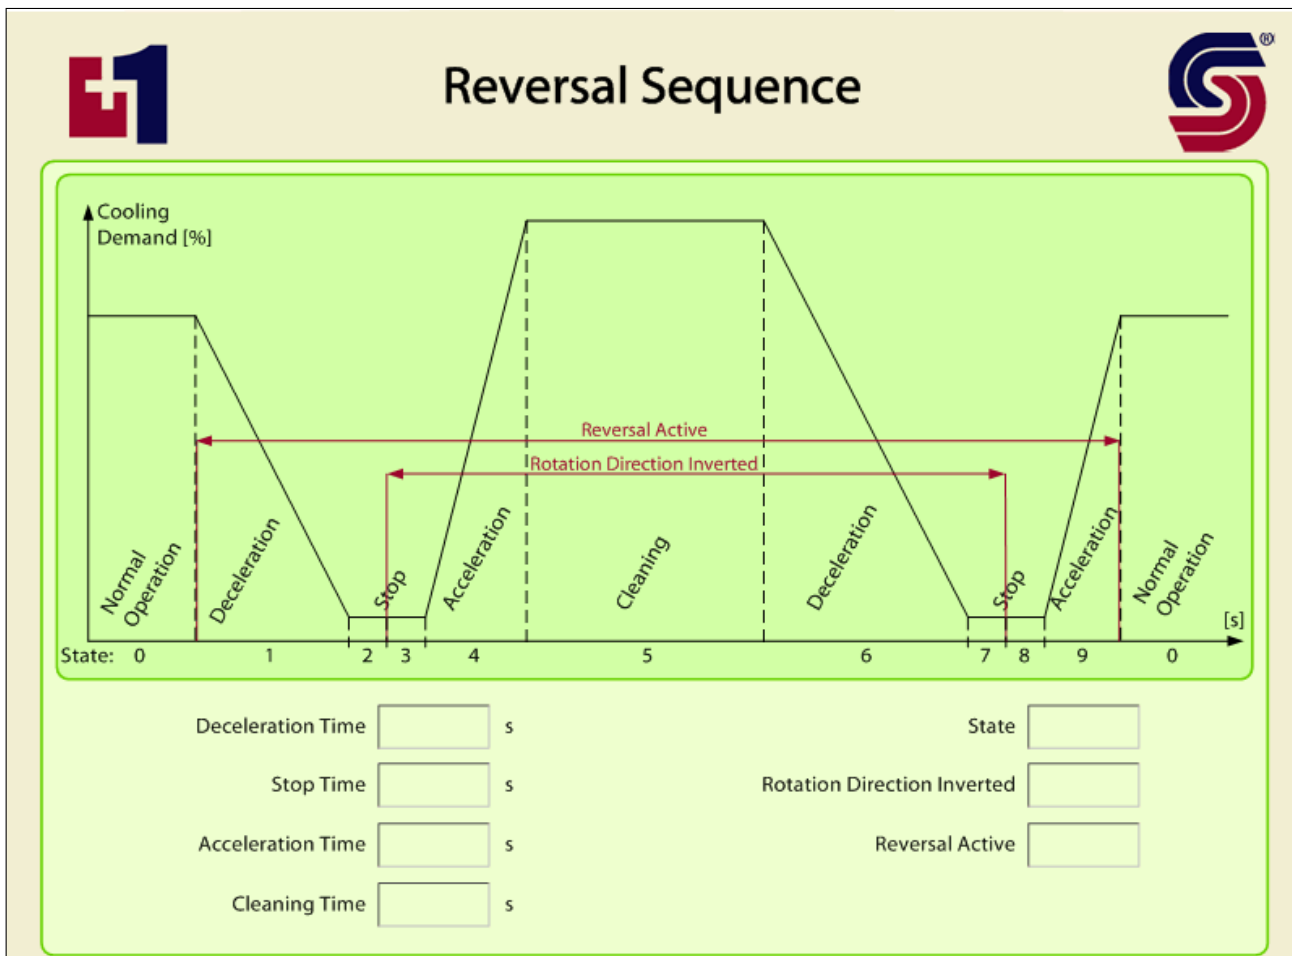 +1
Reversal Sequence
®
Cooling
Demand [%]
Reversal Active
Rotation Direction Inverted
Normal
Operation
Deceleration
Stop
Acceleration
Cleaning
Deceleration
Stop
Acceleration
Normal
Operation
[s]
State: 0 1 2 3 4 5 6 7 8 9 0
Deceleration Time s
State
Stop Time s
Rotation Direction Inverted
Acceleration Time s
Reversal Active
Cleaning Time s